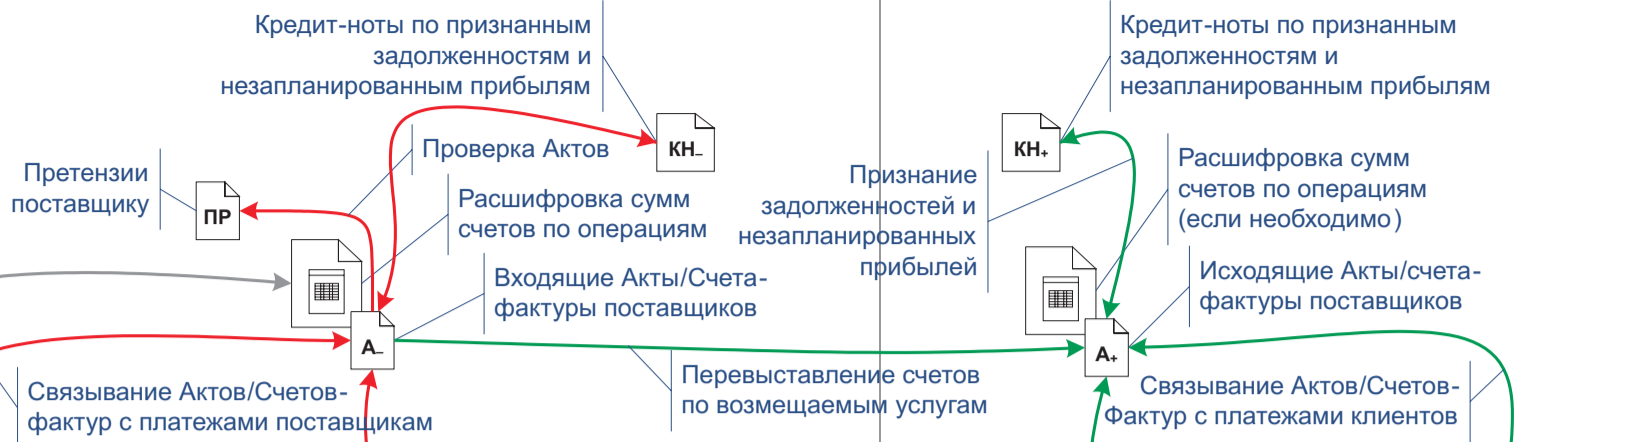 Кредит-ноты по признанным
задолженностям и
незапланированным прибылям
КН–
Проверка Актов
Претензии
поставщику
ПР
Расшифровка сумм
счетов по операциям
Входящие Акты/Счета-
фактуры поставщиков
А–
Связывание Актов/Счетов-
фактур с платежами поставщикам
Перевыставление счетов
по возмещаемым услугам
Кредит-ноты по признанным
задолженностям и
незапланированным прибылям
КН+
Признание
задолженностей и
незапланированных
прибылей
Расшифровка сумм
счетов по операциям
(если необходимо)
Исходящие Акты/счета-
фактуры поставщиков
А+
Связывание Актов/Счетов-
Фактур с платежами клиентов